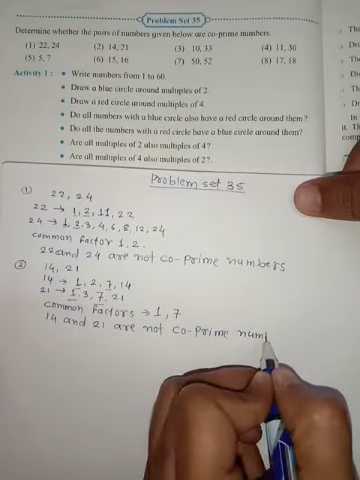 Problem Set 35
Determine whether the pairs of numbers given below are co-prime numbers.
(1) 22, 24 (2) 14, 21 (3) 10, 33 (4) 11, 30
(5) 5, 7 (6) 15, 16 (7) 50, 52 (8) 17, 18
Activity 1 : • Write numbers from 1 to 60.
• Draw a blue circle around multiples of 2.
• Draw a red circle around multiples of 4.
• Do all numbers with a blue circle also have a red circle around them?
• Do all the numbers with a red circle have a blue circle around them?
• Are all multiples of 2 also multiples of 4?
• Are all multiples of 4 also multiples of 2?
In
it. Th
comp
Problem set 35
(1) 22, 24
22 → 1, 2, 11, 22
24 → 1, 2, 3, 4, 6, 8, 12, 24
common factor 1, 2.
22 and 24 are not co-prime numbers
(2) 14, 21
14 → 1, 2, 7, 14
21 → 1, 3, 7, 21
common factors → 1, 7
14 and 21 are not co-prime num